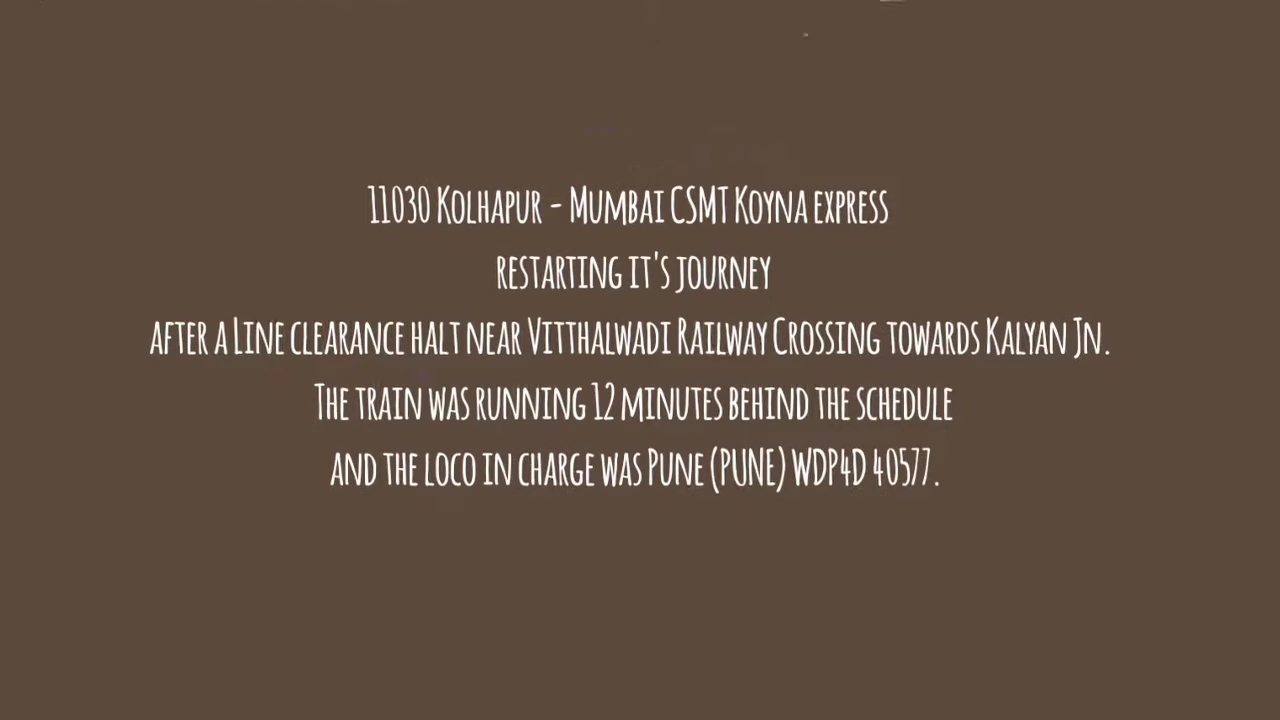 11030 Kolhapur - Mumbai CSMT Koyna express
restarting it's journey
after a Line clearance halt near Vitthalwadi Railway Crossing towards Kalyan Jn.
The train was running 12 minutes behind the schedule
and the loco in charge was Pune (PUNE) WDP4D 40577.